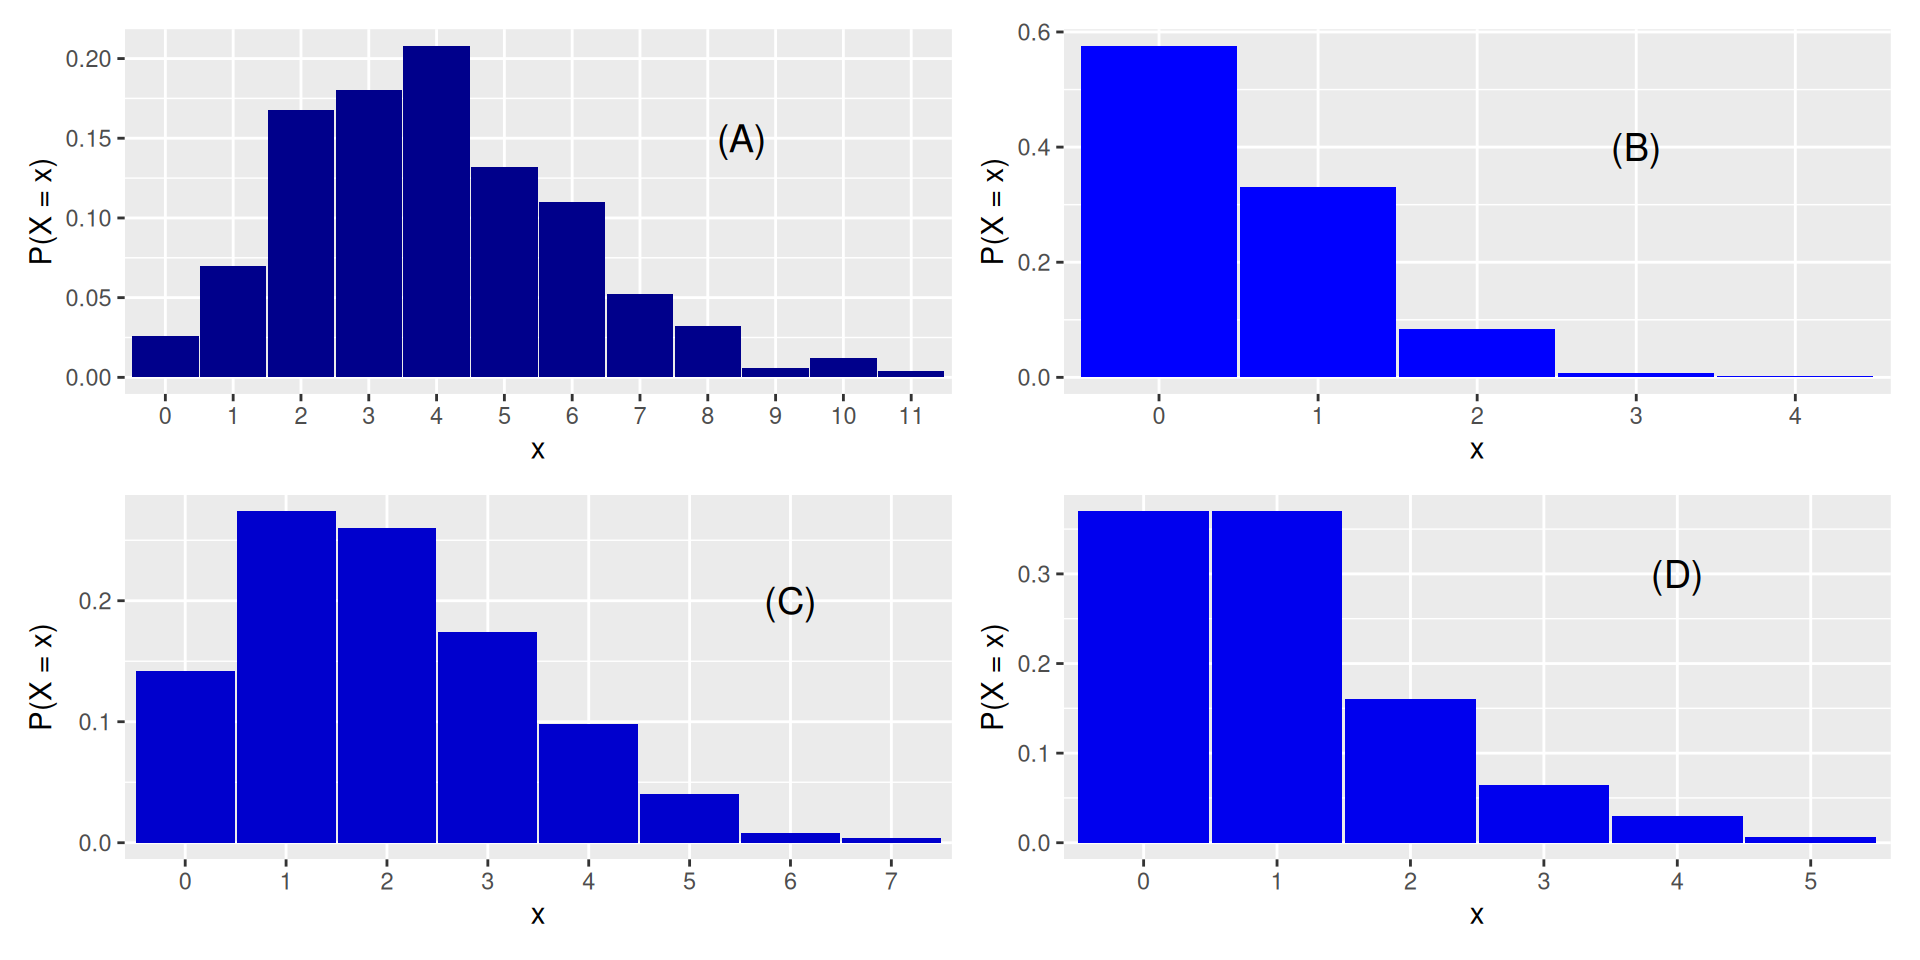 0.20
0.15
0.10
0.05
0.00
P(X = x)
(A)
0 1 2 3 4 5 6 7 8 9 10 11
x
0.6
0.4
0.2
0.0
P(X = x)
(B)
0 1 2 3 4
x
0.2
0.1
0.0
P(X = x)
(C)
0 1 2 3 4 5 6 7
x
0.3
0.2
0.1
0.0
P(X = x)
(D)
0 1 2 3 4 5
x